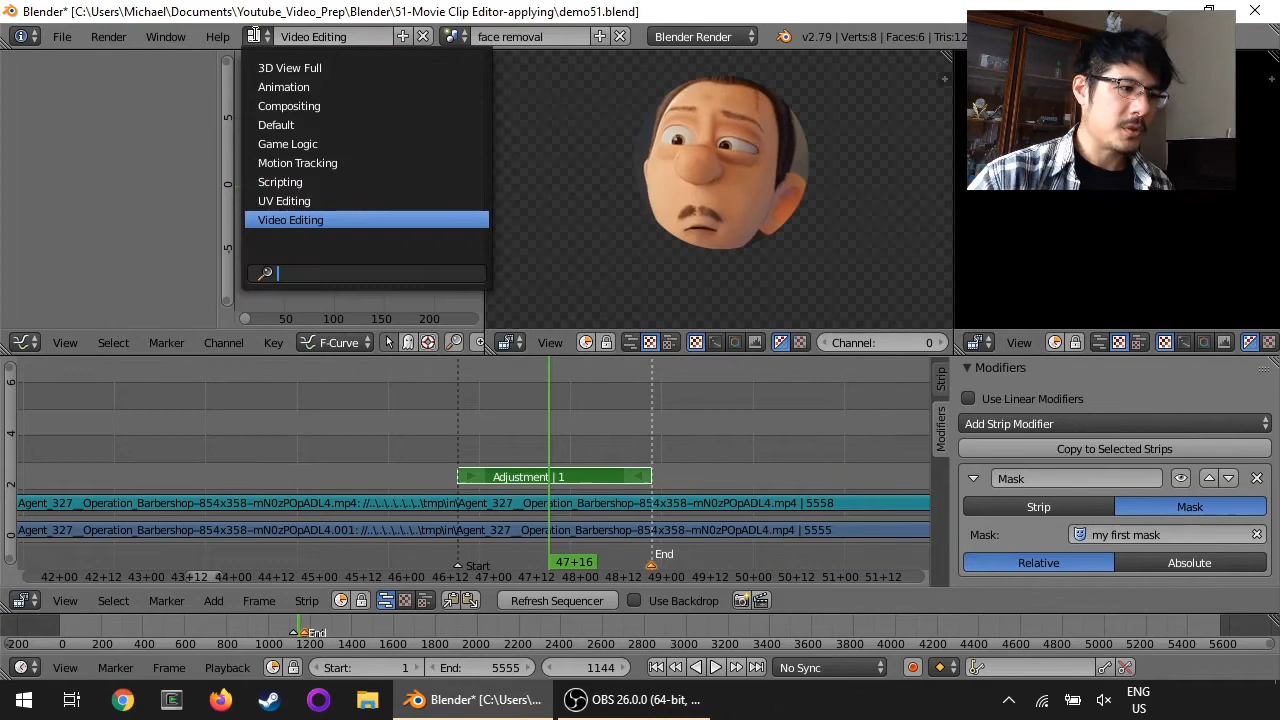 Blender* [C:\Users\Michael\Documents\Youtube_Video_Prep\Blender\51-Movie Clip Editor-applying\demo51.blend]
File Render Window Help Video Editing face removal Blender Render v2.79 | Verts:8 | Faces:6 | Tris:12
3D View Full
Animation
Compositing
Default
Game Logic
Motion Tracking
Scripting
UV Editing
Video Editing
5
0
-5
50 100 150 200
View Select Marker Channel Key F-Curve View Channel: 0 View
6
4
2
0
Adjustment | 1
Agent_327__Operation_Barbershop-854x358-mN0zPOpADL4.mp4: //..\..\..\..\..\tmp\in\Agent_327__Operation_Barbershop-854x358-mN0zPOpADL4.mp4 | 5558
Agent_327__Operation_Barbershop-854x358-mN0zPOpADL4.001: //..\..\..\..\..\tmp\in\Agent_327__Operation_Barbershop-854x358-mN0zPOpADL4.mp4 | 5555
End
47+16
Start
42+00 42+12 43+00 43+12 44+00 44+12 45+00 45+12 46+00 46+12 47+00 47+12 48+00 48+12 49+00 49+12 50+00 50+12 51+00 51+12
Strip
Modifiers
Modifiers
Use Linear Modifiers
Add Strip Modifier
Copy to Selected Strips
Mask
Strip Mask
Mask: my first mask
Relative Absolute
View Select Marker Add Frame Strip Refresh Sequencer Use Backdrop
End
-200 0 200 400 600 800 1000 1200 1400 1600 1800 2000 2200 2400 2600 2800 3000 3200 3400 3600 3800 4000 4200 4400 4600 4800 5000 5200 5400 5600
View Marker Frame Playback Start: 1 End: 5555 1144 No Sync
Blender* [C:\Users\... OBS 26.0.0 (64-bit, ... ENG
US